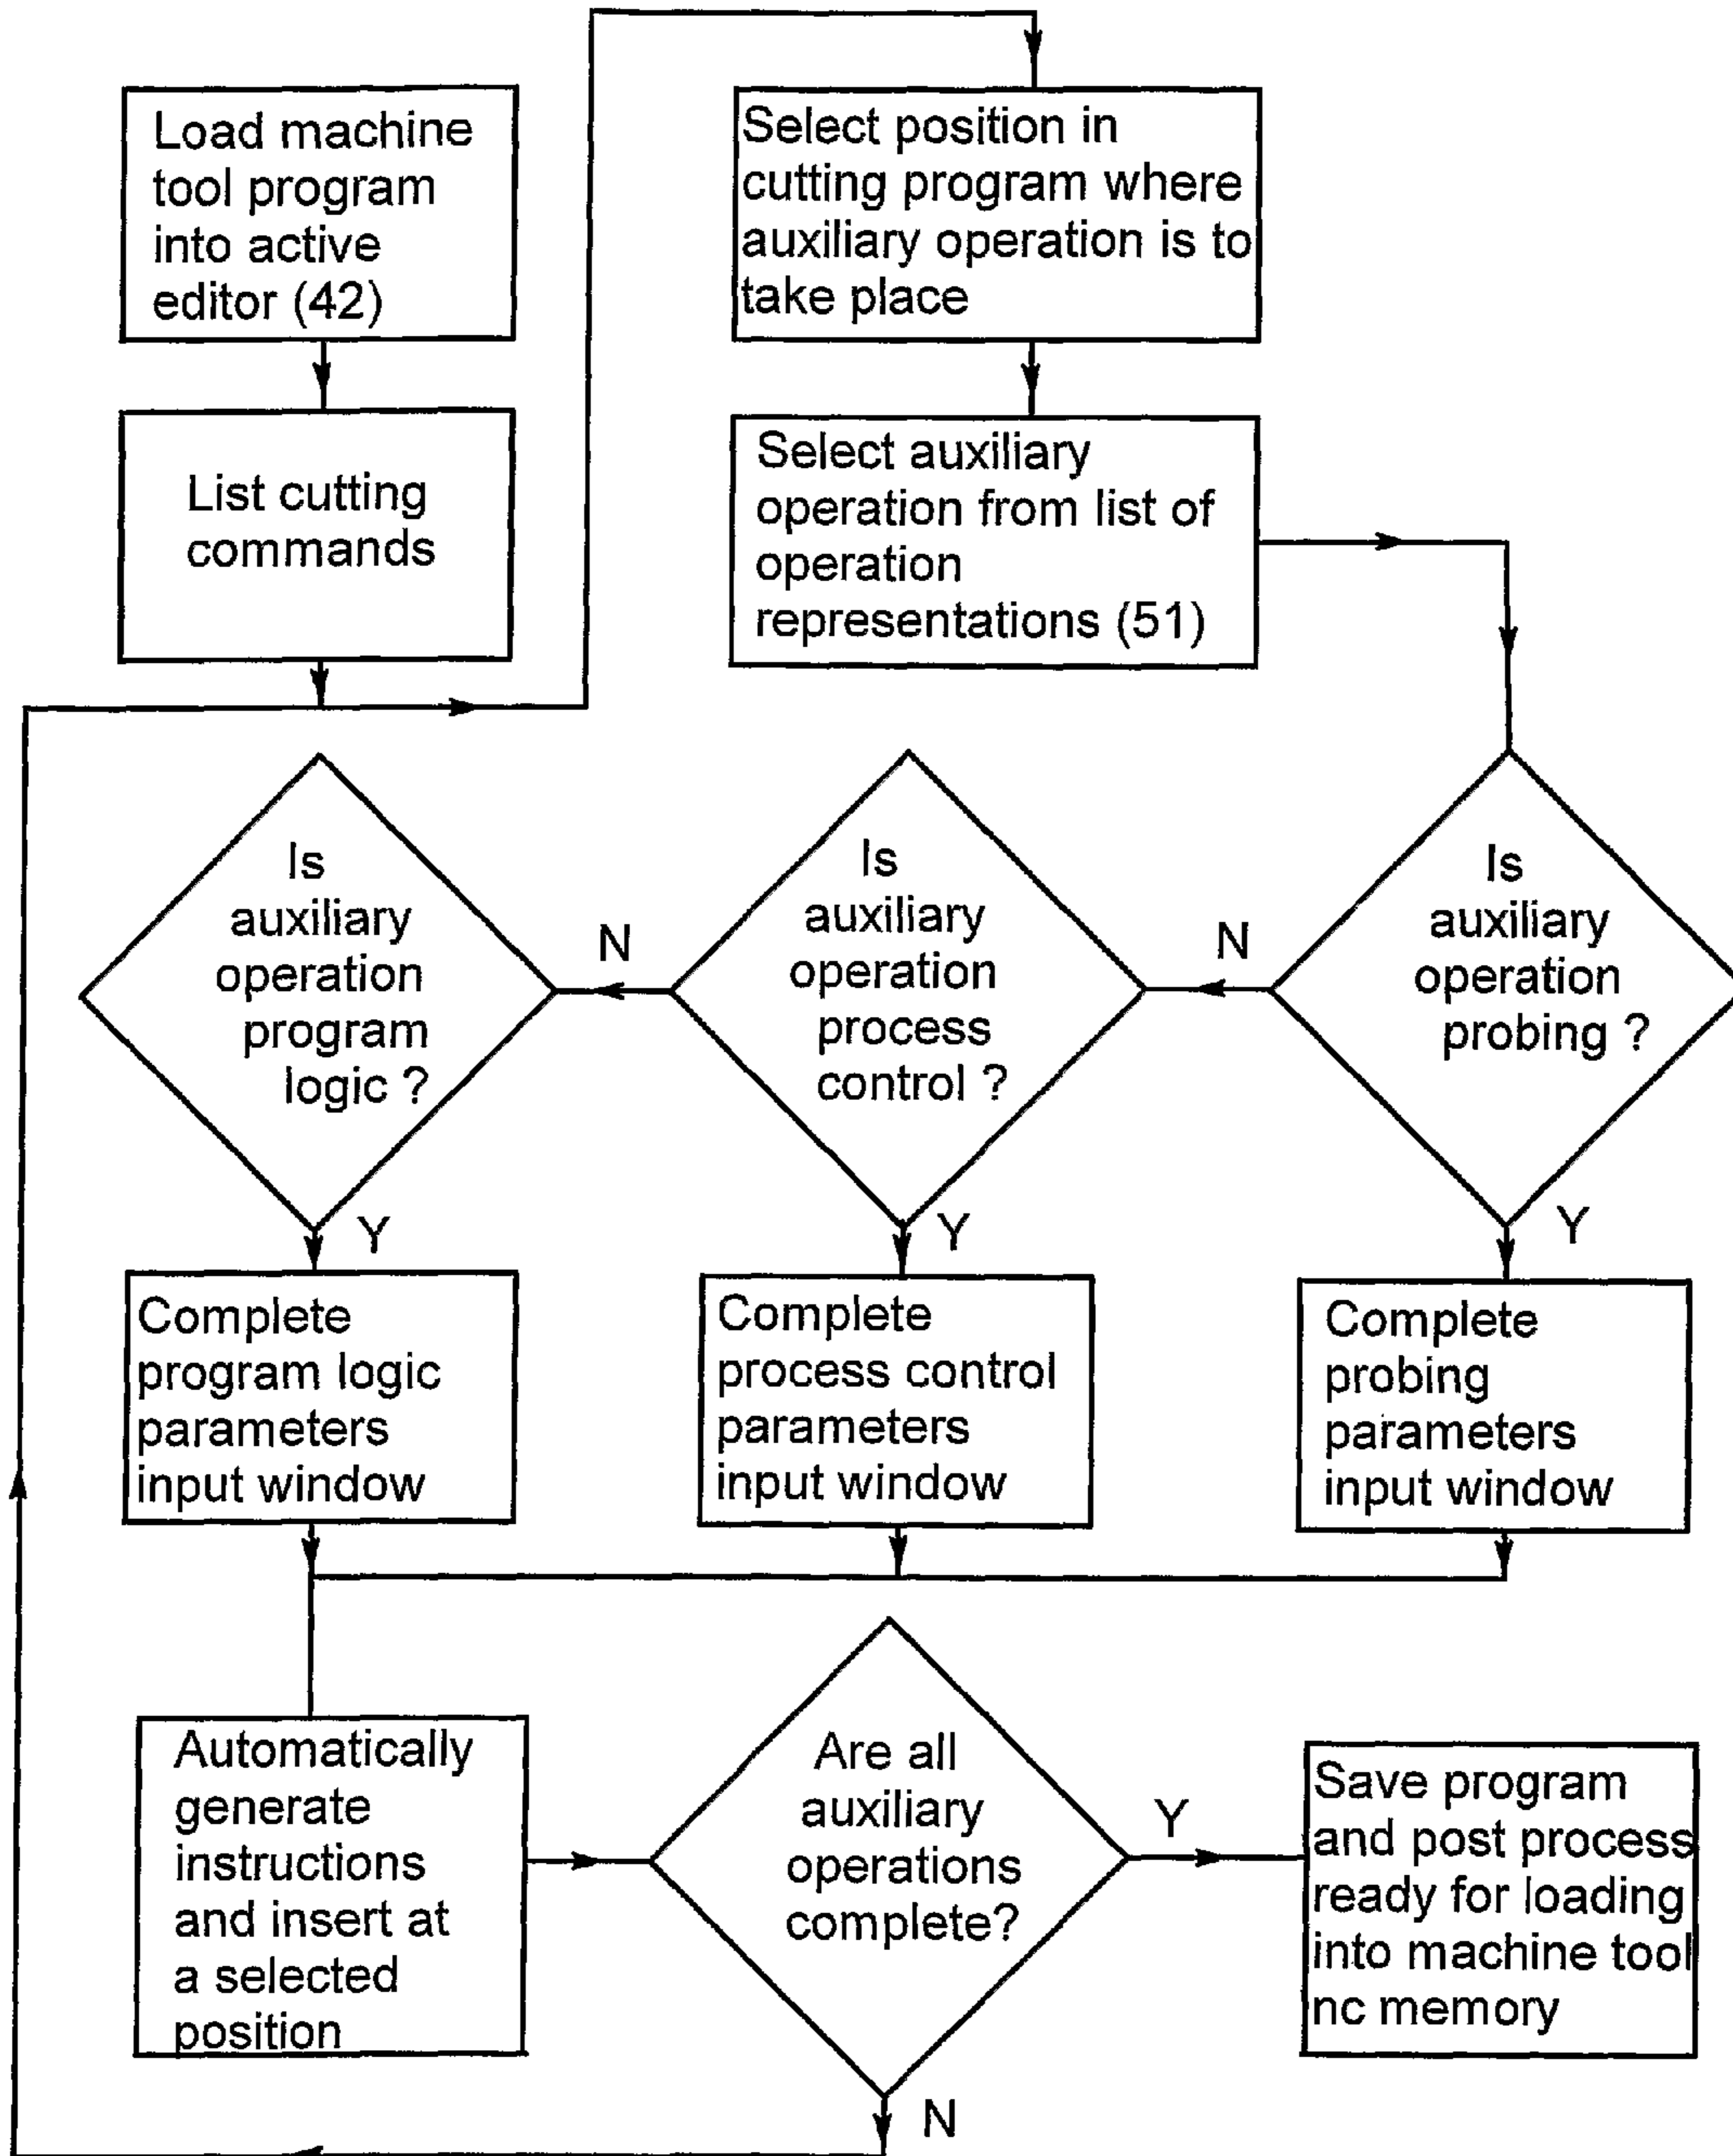 Load machine
tool program
into active
editor (42)
List cutting
commands
Select position in
cutting program where
auxiliary operation is to
take place
Select auxiliary
operation from list of
operation
representations (51)
Is
auxiliary
operation
probing ?
N
Y
Is
auxiliary
operation
process
control ?
N
Y
Is
auxiliary
operation
program
logic ?
Y
Complete
program logic
parameters
input window
Complete
process control
parameters
input window
Complete
probing
parameters
input window
Automatically
generate
instructions
and insert at
a selected
position
Are all
auxiliary
operations
complete?
Y
N
Save program
and post process
ready for loading
into machine tool
nc memory